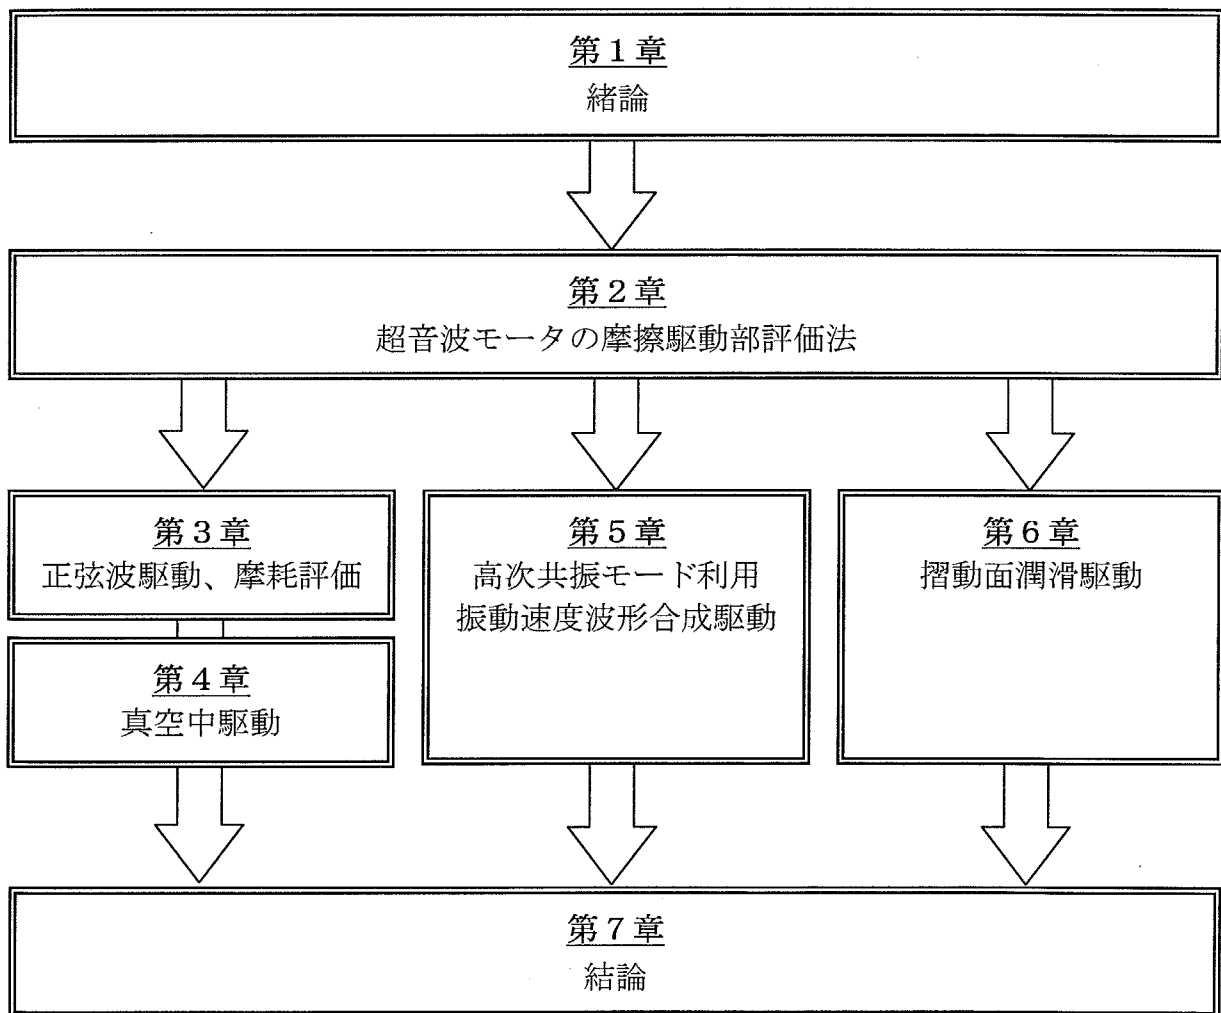 第１章
緒論
第２章
超音波モータの摩擦駆動部評価法
第３章
正弦波駆動、摩耗評価
第４章
真空中駆動
第５章
高次共振モード利用
振動速度波形合成駆動
第６章
摺動面潤滑駆動
第７章
結論